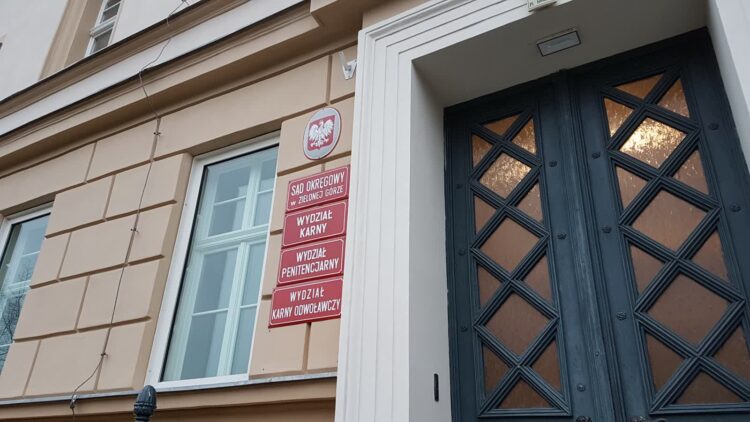 SĄD OKRĘGOWY
w ZIELONEJ GÓRZE
WYDZIAŁ
KARNY
WYDZIAŁ
PENITENCJARNY
WYDZIAŁ
KARNY ODWOŁAWCZY